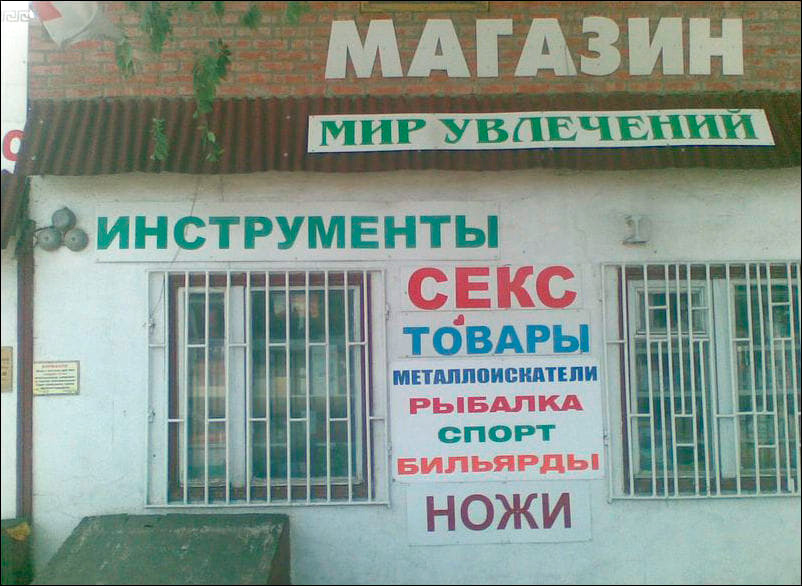 МАГАЗИН
МИР УВЛЕЧЕНИЙ
ИНСТРУМЕНТЫ
СЕКС
ТОВАРЫ
МЕТАЛЛОИСКАТЕЛИ
РЫБАЛКА
СПОРТ
БИЛЬЯРДЫ
НОЖИ